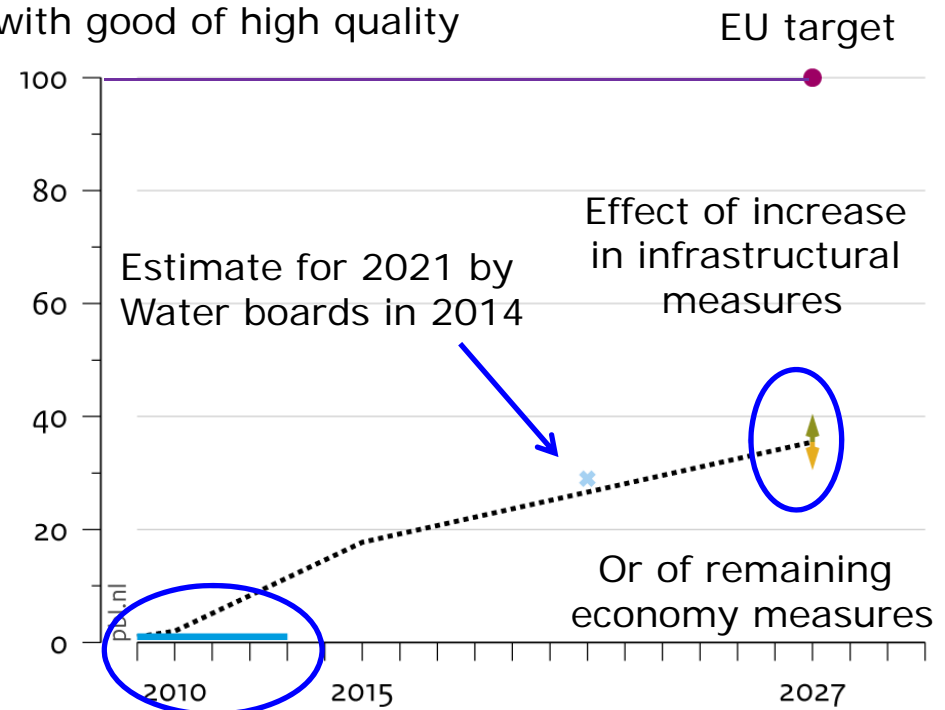 with good of high quality
EU target
100
80
Effect of increase
in infrastructural
measures
Estimate for 2021 by
Water boards in 2014
60
40
20
Or of remaining
economy measures
pbl.nl
0
2010 2015 2027